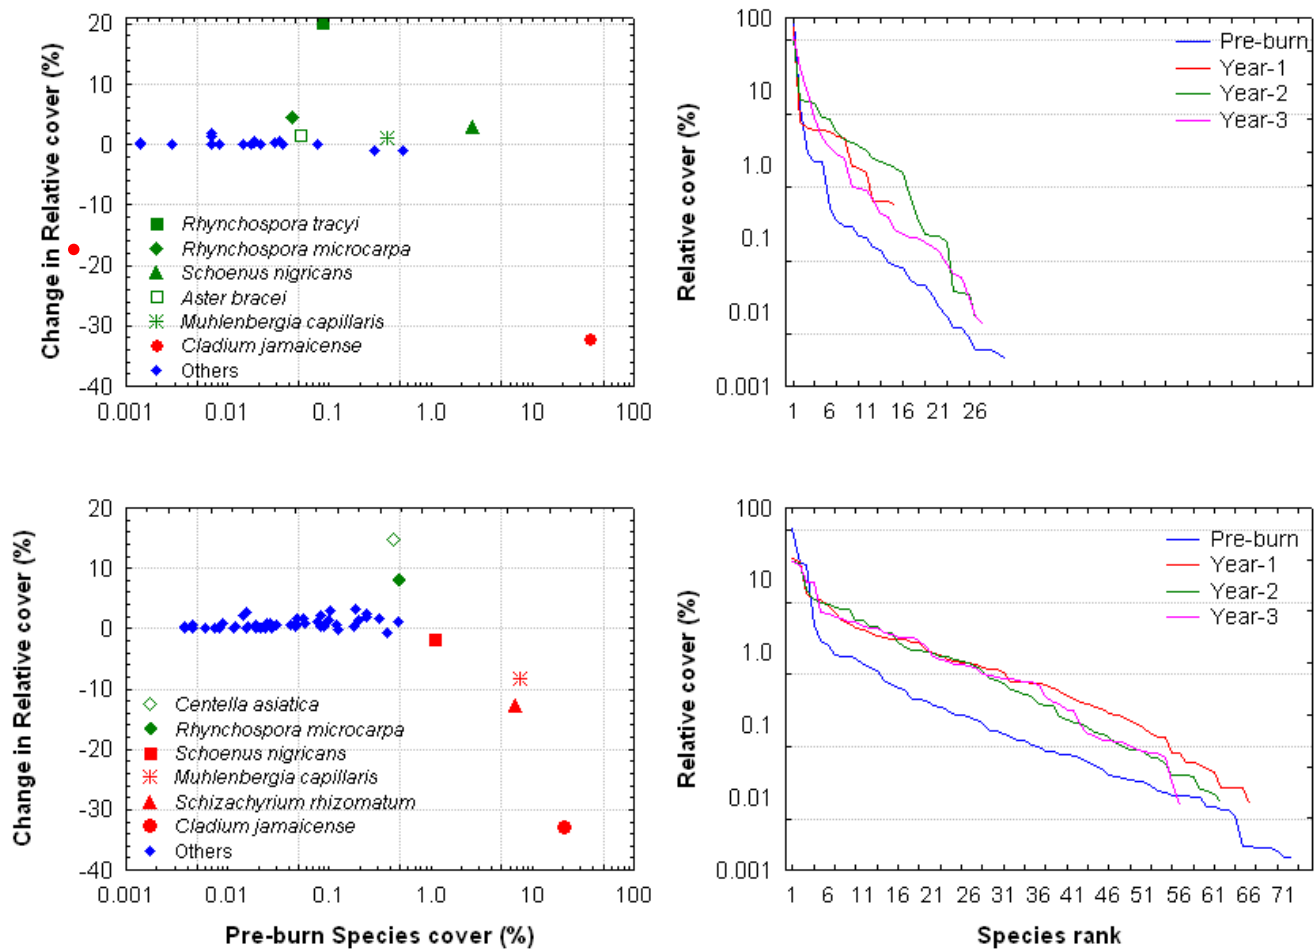 Change in Relative cover (%)
20
10
0
-10
-20
-30
-40
0.001
0.01
0.1
1.0
10
100
Rhynchospora tracyi
Rhynchospora microcarpa
Schoenus nigricans
Aster bracei
Muhlenbergia capillaris
Cladium jamaicense
Others
Relative cover (%)
100
10
1.0
0.1
0.01
0.001
1 6 11 16 21 26
Pre-burn
Year-1
Year-2
Year-3
Change in Relative cover (%)
20
10
0
-10
-20
-30
-40
0.001 0.01 0.1 1.0 10 100
Centella asiatica
Rhynchospora microcarpa
Schoenus nigricans
Muhlenbergia capillaris
Schizachyrium rhizomatum
Cladium jamaicense
Others
Pre-burn Species cover (%)
Relative cover (%)
100
10
1.0
0.1
0.01
0.001
1 6 11 16 21 26 31 36 41 46 51 56 61 66 71
Pre-burn
Year-1
Year-2
Year-3
Species rank